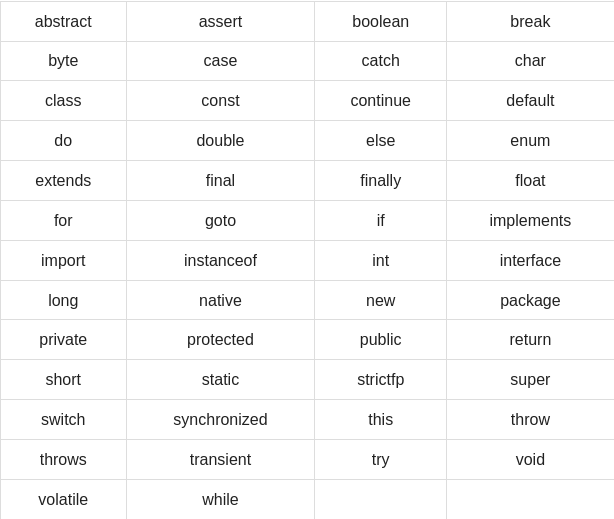 abstract assert boolean break
byte case catch char
class const continue default
do double else enum
extends final finally float
for goto if implements
import instanceof int interface
long native new package
private protected public return
short static strictfp super
switch synchronized this throw
throws transient try void
volatile while